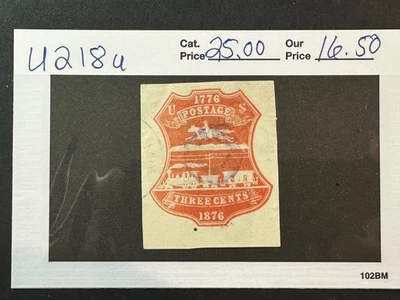 U218u Cat. Price 25.00 Our Price 16.50
1776
U POSTAGE S
THREE CENTS
1876
102BM